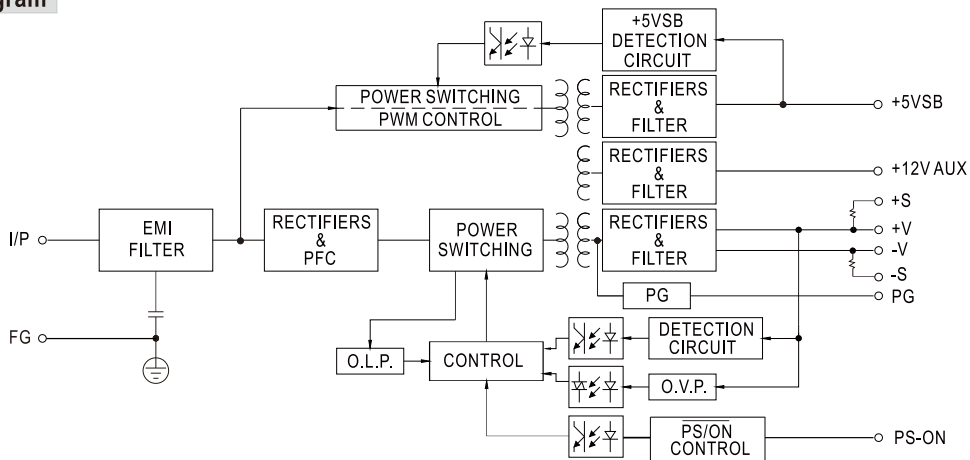 gram
+5VSB
DETECTION
CIRCUIT
POWER SWITCHING
PWM CONTROL
RECTIFIERS
&
FILTER
+5VSB
RECTIFIERS
&
FILTER
+12V AUX
I/P
EMI
FILTER
RECTIFIERS
&
PFC
POWER
SWITCHING
RECTIFIERS
&
FILTER
+S
+V
-V
-S
PG
PG
FG
O.L.P.
CONTROL
DETECTION
CIRCUIT
O.V.P.
PS/ON
CONTROL
PS-ON